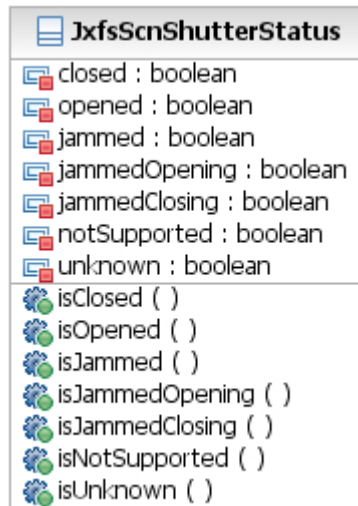 JxfsScnShutterStatus
closed : boolean
opened : boolean
jammed : boolean
jammedOpening : boolean
jammedClosing : boolean
notSupported : boolean
unknown : boolean
isClosed ( )
isOpened ( )
isJammed ( )
isJammedOpening ( )
isJammedClosing ( )
isNotSupported ( )
isUnknown ( )